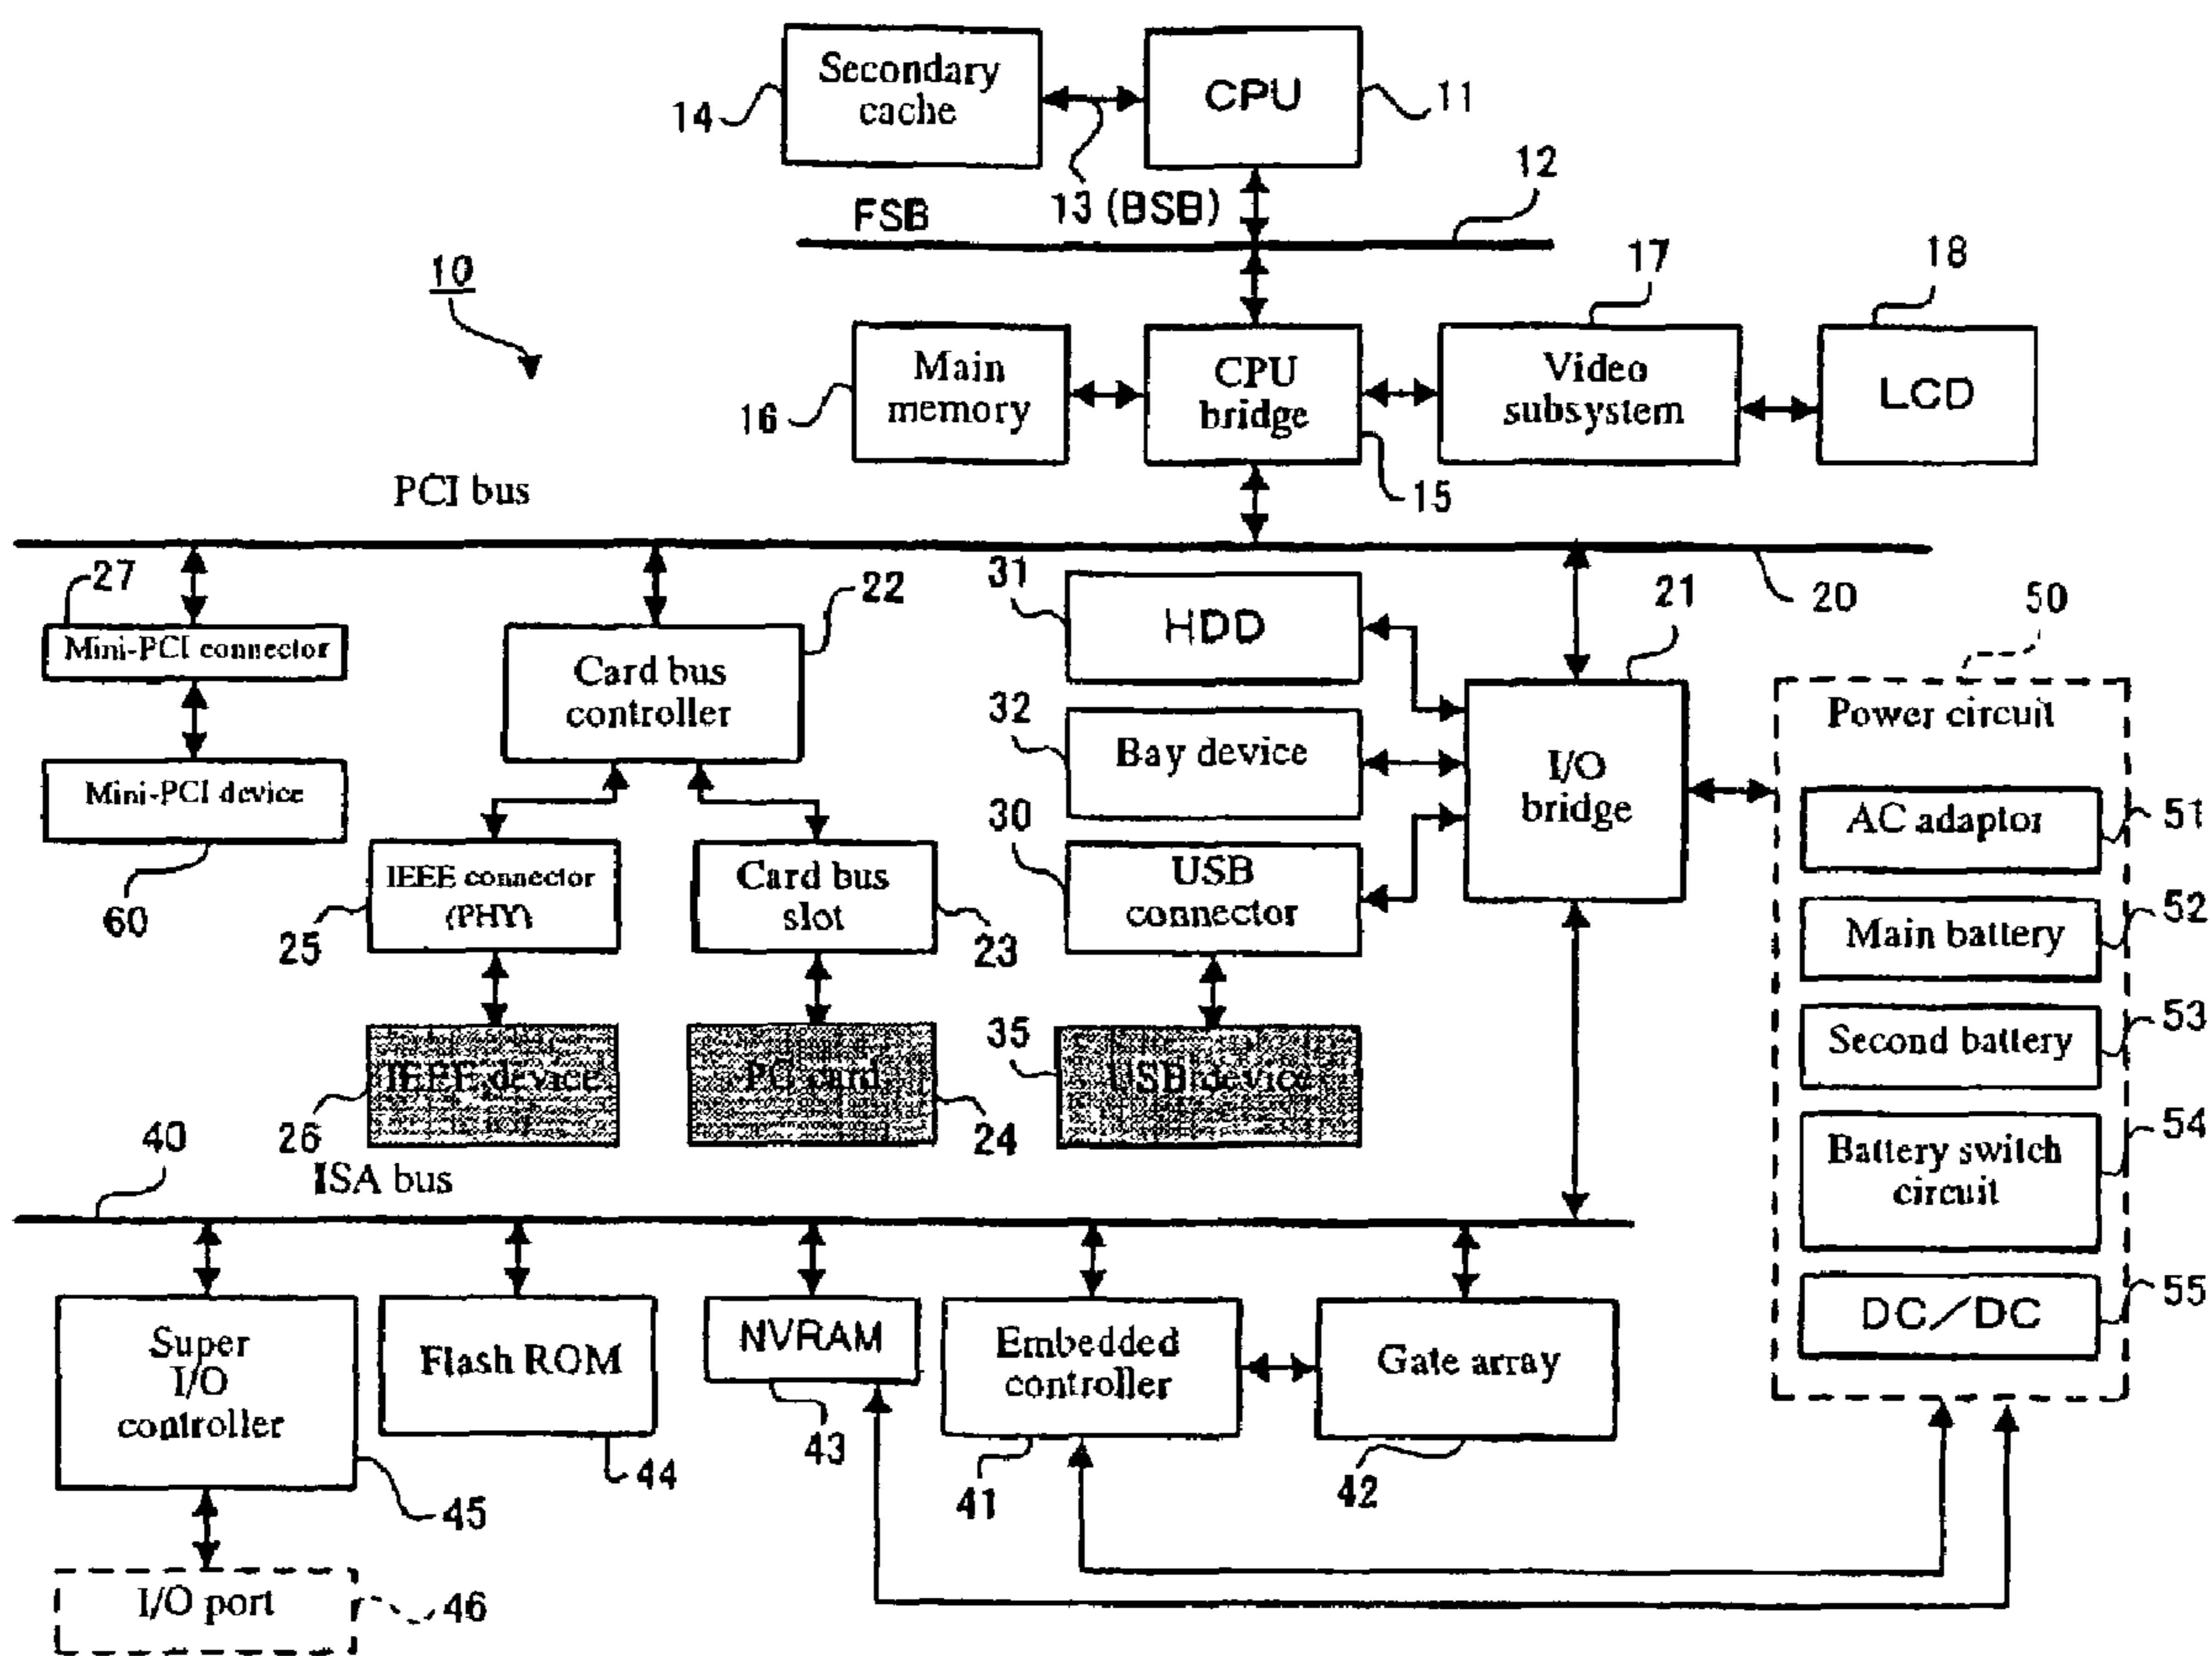 Secondary
cache
CPU
14
11
13 (BSB)
12
FSB
10
17
18
Main
memory
CPU
bridge
Video
subsystem
LCD
16
15
PCI bus
27
22
31
21
20
50
Mini-PCI connector
Card bus
controller
HDD
Power circuit
32
Bay device
I/O
bridge
Mini-PCI device
60
30
AC adaptor
51
IEEE connector
(PHY)
Card bus
slot
USB
connector
25
23
Main battery
52
35
Second battery
53
IEEE device
PC card
USB device
26
24
40
ISA bus
Battery switch
circuit
54
DC/DC
55
Super
I/O
controller
Flash ROM
NVRAM
Embedded
controller
Gate array
43
44
41
42
45
I/O port
46